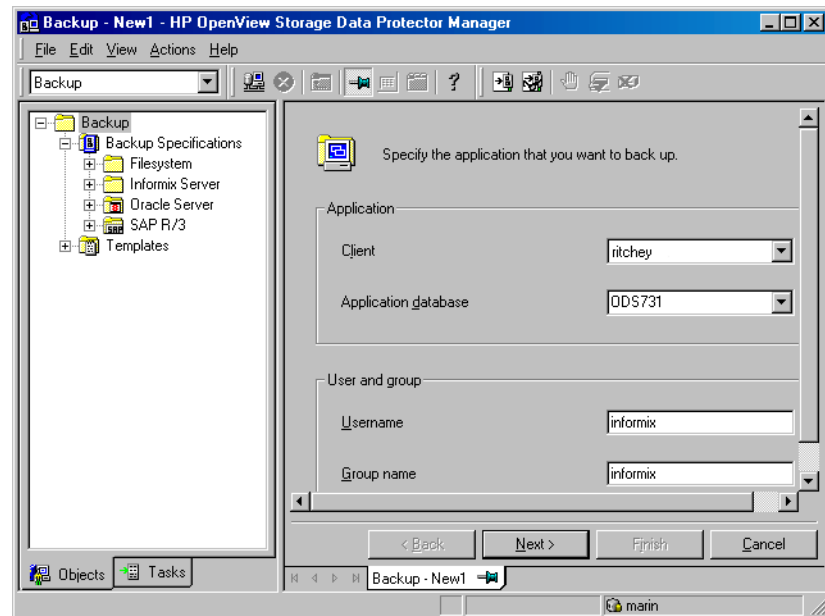 Backup - New1 - HP OpenView Storage Data Protector Manager
File Edit View Actions Help
Backup
?
Backup
Backup Specifications
Filesystem
Informix Server
Oracle Server
SAP R/3
Templates
Specify the application that you want to back up.
Application
Client
ritchey
Application database
ODS731
User and group
Username
informix
Group name
informix
< Back
Next >
Finish
Cancel
Objects
Tasks
Backup - New1
marin